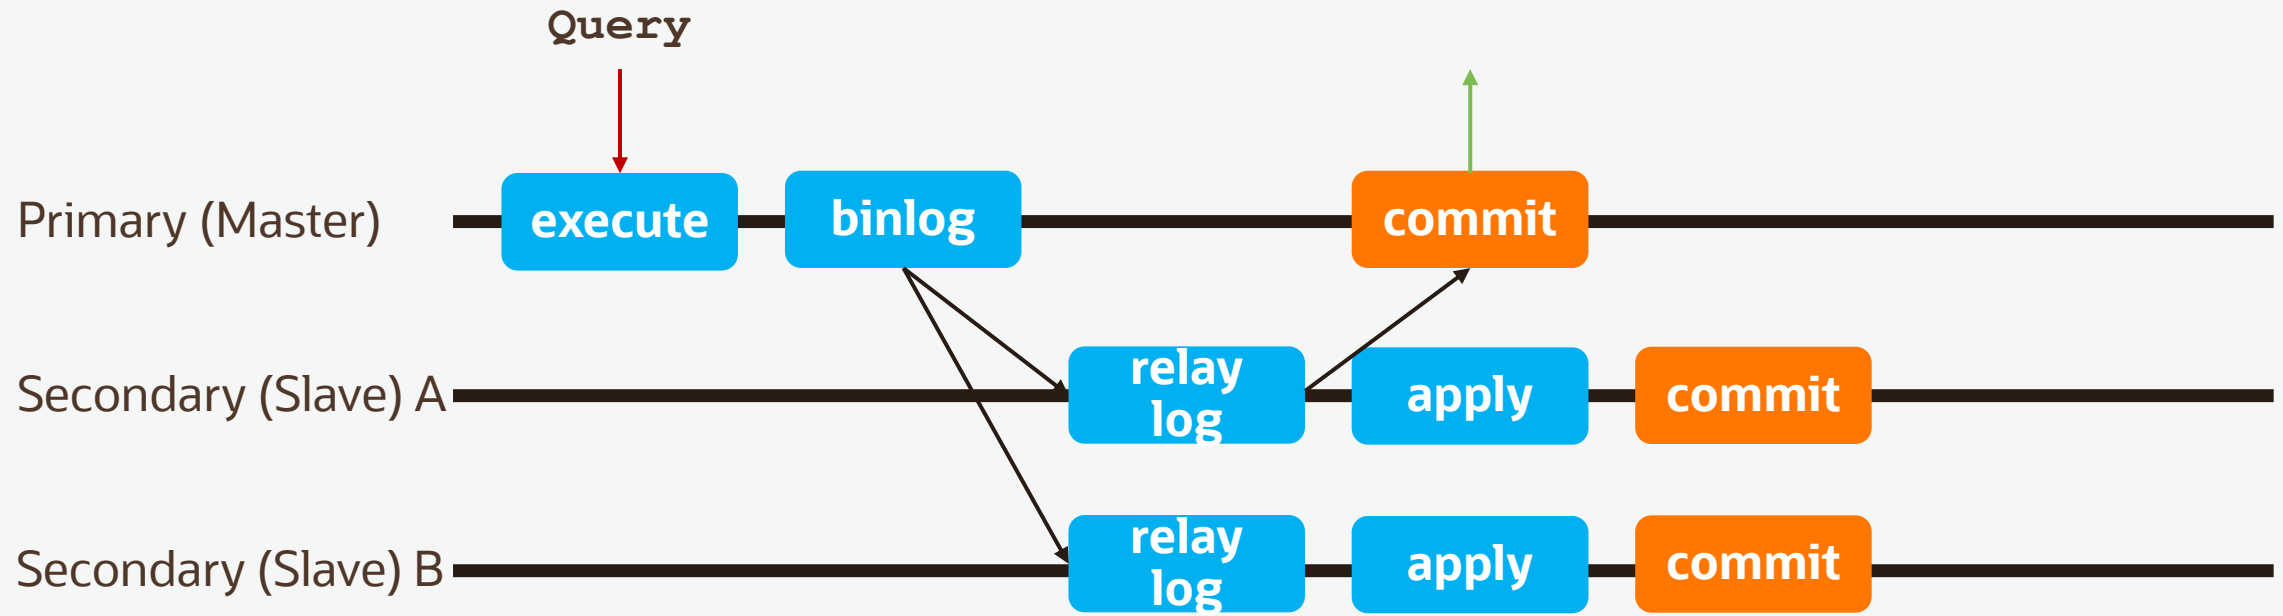 Query
Primary (Master)
execute
binlog
commit
Secondary (Slave) A
relay
log
apply
commit
Secondary (Slave) B
relay
log
apply
commit